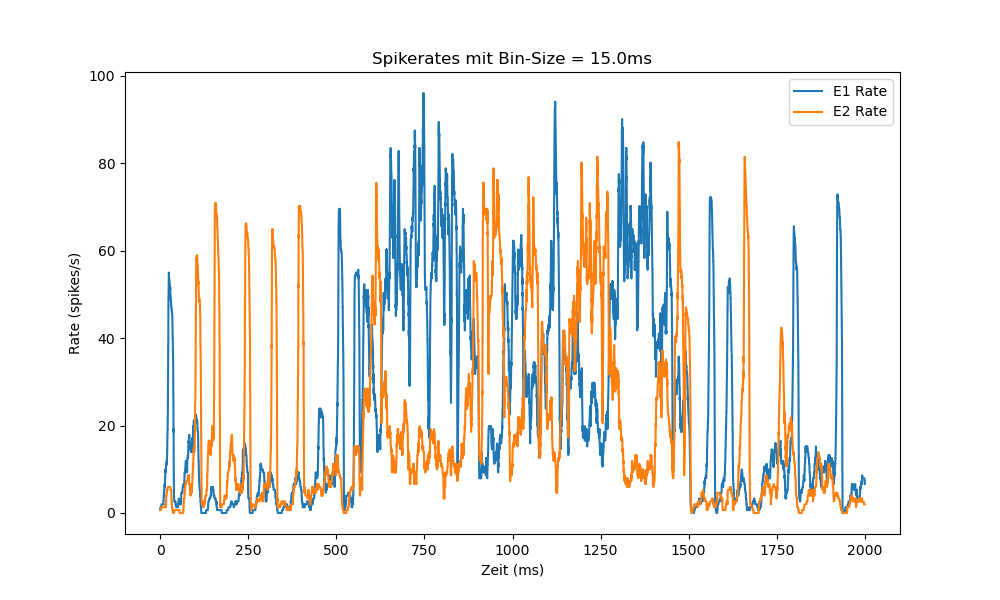 Spikerates mit Bin-Size = 15.0ms
E1 Rate
E2 Rate
Rate (spikes/s)
100
80
60
40
20
0
0 250 500 750 1000 1250 1500 1750 2000
Zeit (ms)